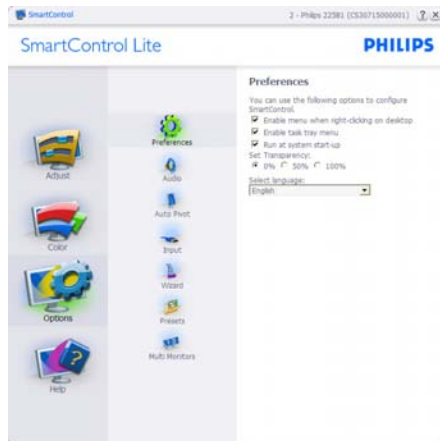 SmartControl
2 - Philips 225B1 (CS30715000001)
? X
SmartControl Lite
PHILIPS
Adjust
Color
Options
Help
Preferences
Audio
Auto Pivot
Input
Wizard
Presets
Multi Monitors
Preferences
You can use the following options to configure
SmartControl.
Enable menu when right-clicking on desktop
Enable task tray menu
Run at system start-up
Set Transparency:
0% 50% 100%
Select language:
English